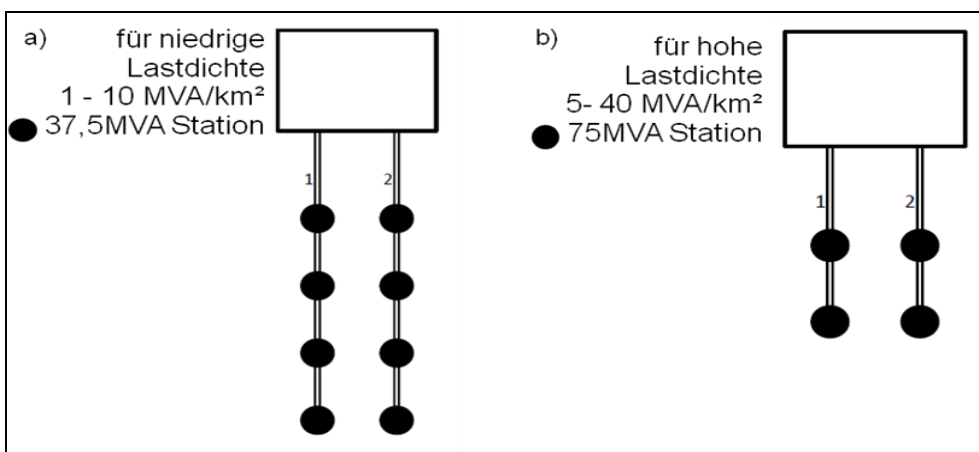 a) für niedrige
Lastdichte
1 - 10 MVA/km²
37,5MVA Station
1
2
b) für hohe
Lastdichte
5- 40 MVA/km²
75MVA Station
1
2